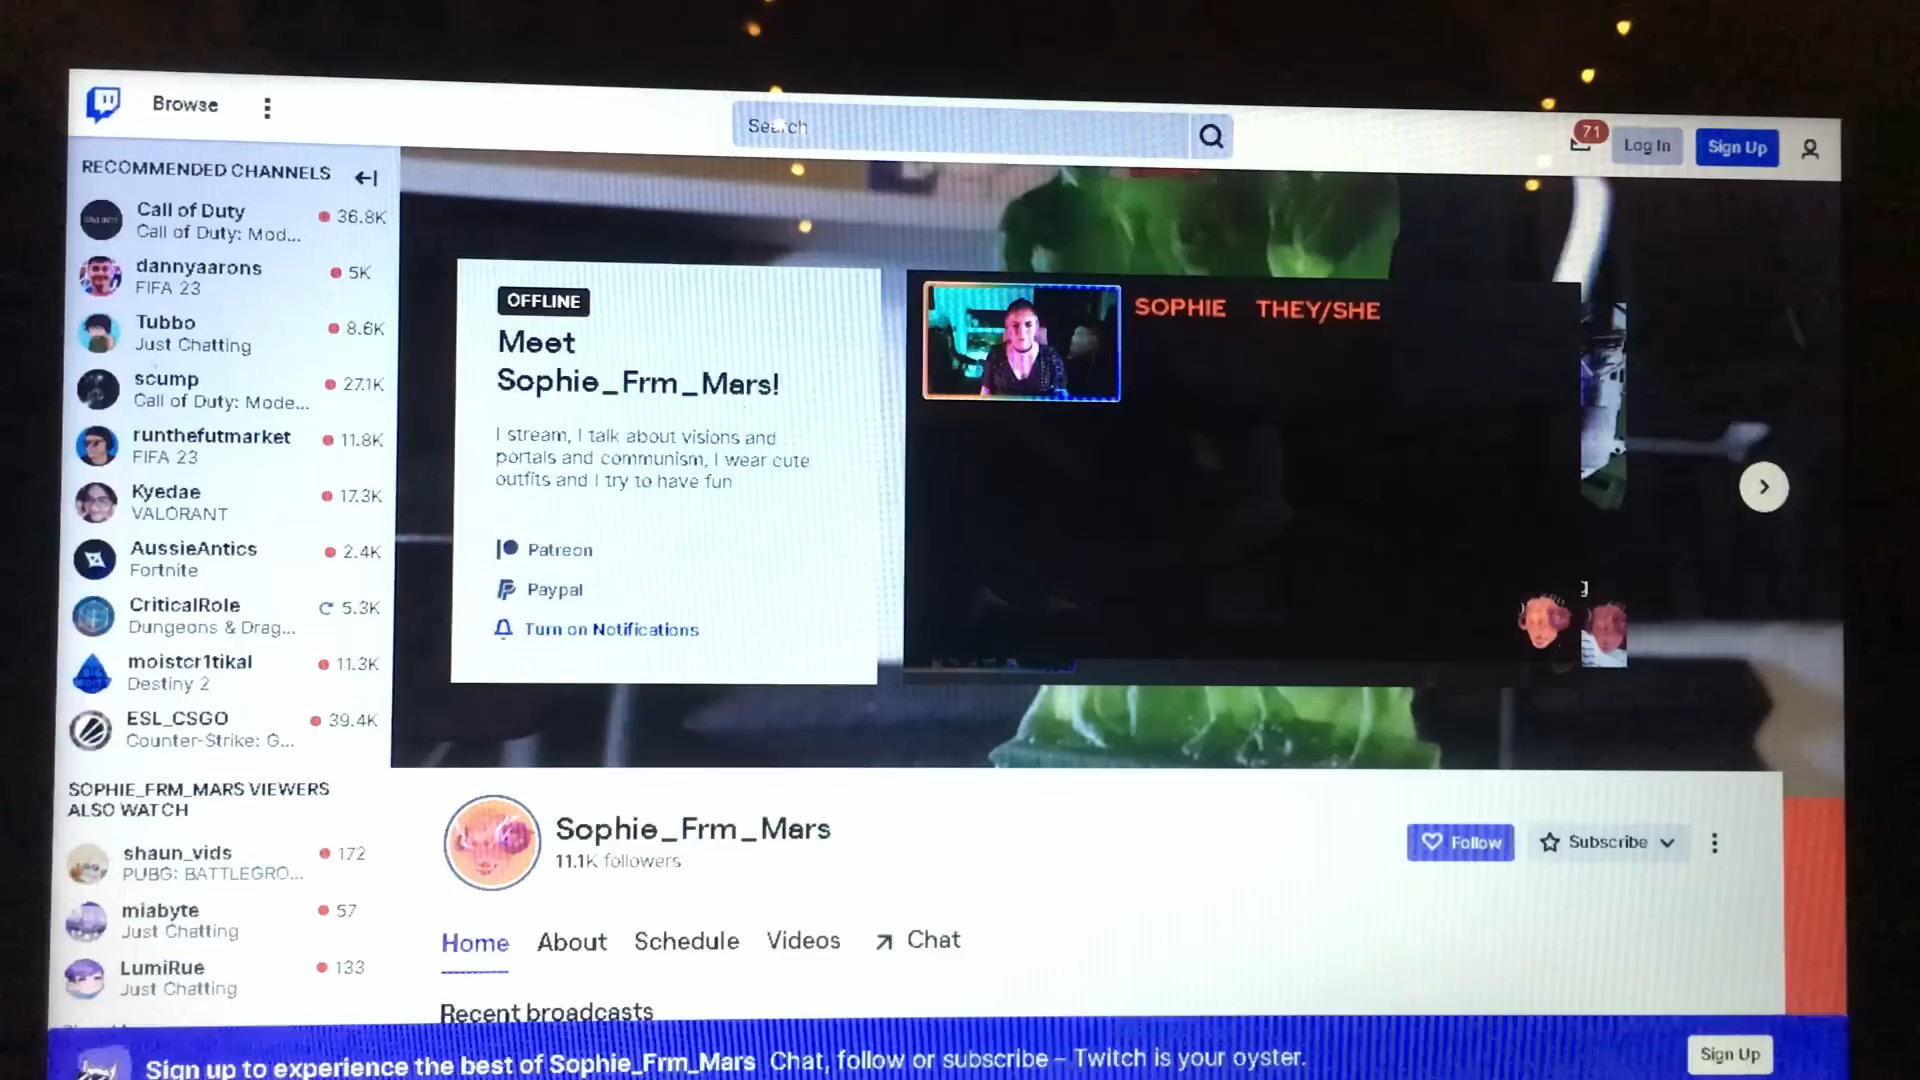 Browse
Search
71
Log In
Sign Up
RECOMMENDED CHANNELS
Call of Duty
36.8K
Call of Duty: Mod...
dannyaarons
5K
FIFA 23
Tubbo
8.6K
Just Chatting
scump
27.1K
Call of Duty: Mode...
runthefutmarket
11.8K
FIFA 23
Kyedae
17.3K
VALORANT
AussieAntics
2.4K
Fortnite
CriticalRole
5.3K
Dungeons & Drag...
moistcr1tikal
11.3K
Destiny 2
ESL_CSGO
39.4K
Counter-Strike: G...
SOPHIE_FRM_MARS VIEWERS
ALSO WATCH
shaun_vids
172
PUBG: BATTLEGRO...
miabyte
57
Just Chatting
LumiRue
133
Just Chatting
OFFLINE
Meet
Sophie_Frm_Mars!
I stream, I talk about visions and
portals and communism, I wear cute
outfits and I try to have fun
Patreon
Paypal
Turn on Notifications
SOPHIE THEY/SHE
Sophie_Frm_Mars
11.1K followers
Follow
Subscribe
Home About Schedule Videos Chat
Recent broadcasts
Sign up to experience the best of Sophie_Frm_Mars Chat, follow or subscribe – Twitch is your oyster.
Sign Up